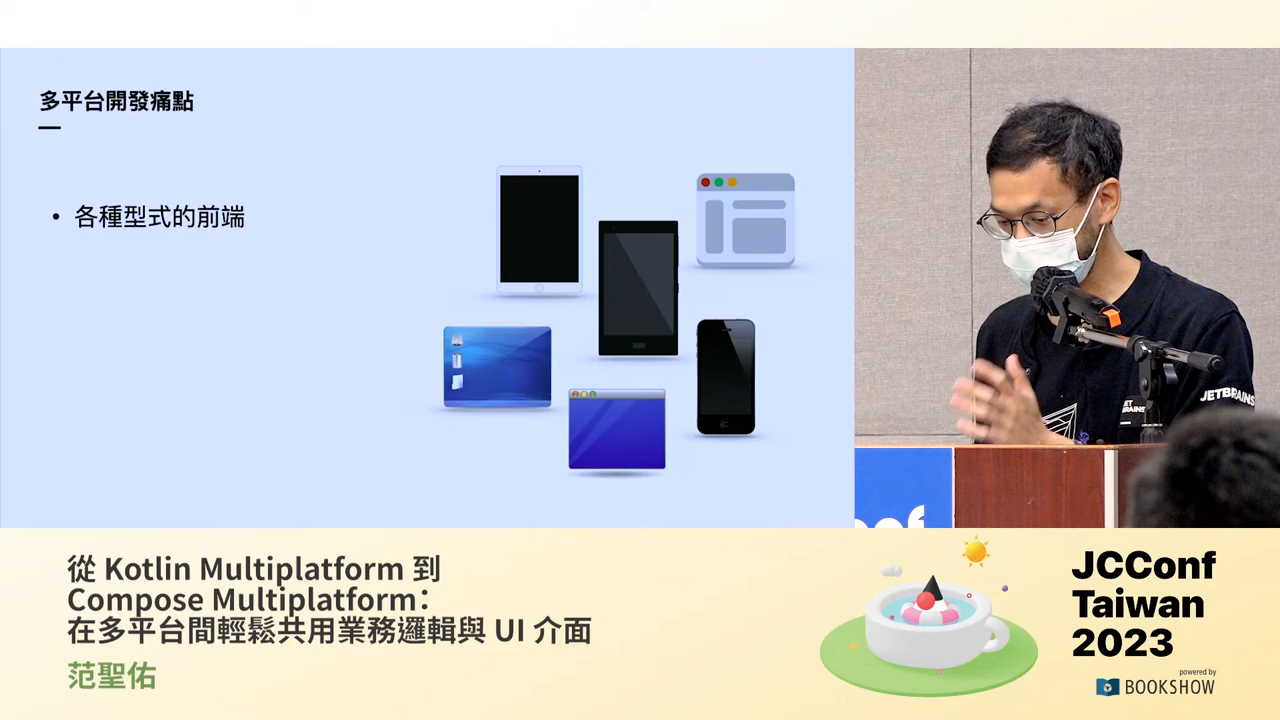 多平台開發痛點
• 各種型式的前端
JETBRAINS
從 Kotlin Multiplatform 到
Compose Multiplatform：
在多平台間輕鬆共用業務邏輯與 UI 介面
范聖佑
JCConf
Taiwan
2023
powered by
BOOKSHOW